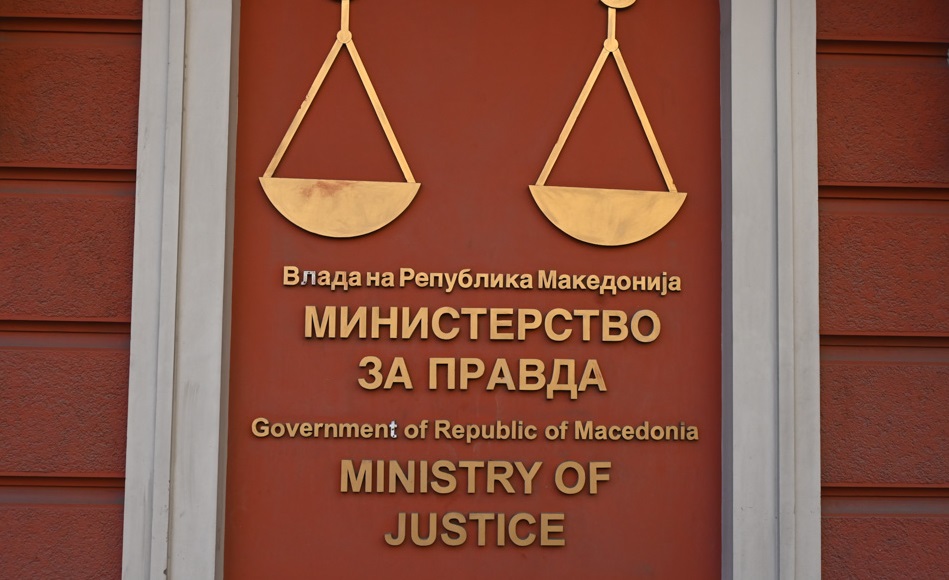 Влада на Република Македонија
МИНИСТЕРСТВО
ЗА ПРАВДА
Government of Republic of Macedonia
MINISTRY OF
JUSTICE